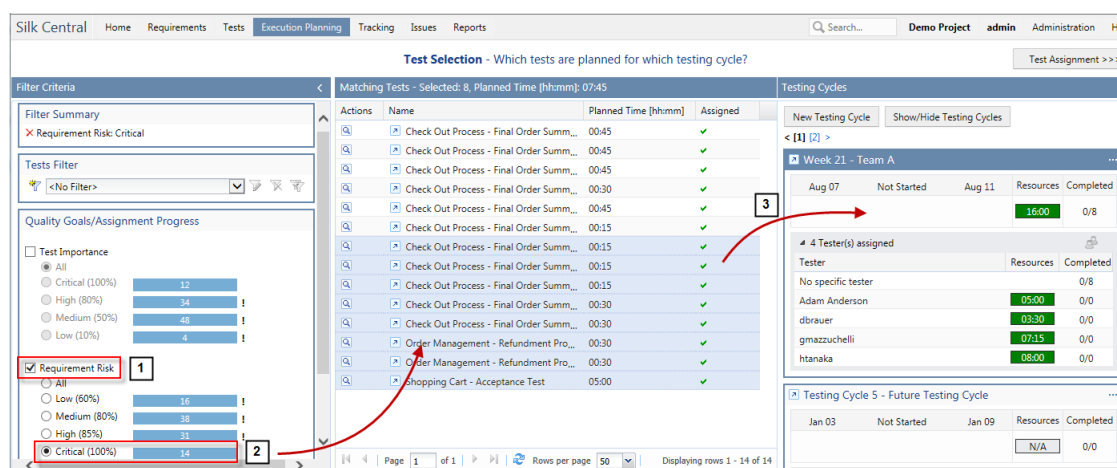 Silk Central Home Requirements Tests Execution Planning Tracking Issues Reports Search... Demo Project admin Administration H
Test Selection - Which tests are planned for which testing cycle? Test Assignment >>>
Filter Criteria <
Filter Summary
Requirement Risk: Critical
Tests Filter
<No Filter>
Quality Goals/Assignment Progress
Test Importance
All
Critical (100%) 12
High (80%) 34 !
Medium (50%) 48 !
Low (10%) 4 !
Requirement Risk 1
All
Low (60%) 16 !
Medium (80%) 38 !
High (85%) 31 !
Critical (100%) 14 2
Matching Tests - Selected: 8, Planned Time [hh:mm]: 07:45
Actions Name Planned Time [hh:mm] Assigned
Check Out Process - Final Order Summ... 00:45
Check Out Process - Final Order Summ... 00:45
Check Out Process - Final Order Summ... 00:45
Check Out Process - Final Order Summ... 00:30
Check Out Process - Final Order Summ... 00:45
Check Out Process - Final Order Summ... 00:15
Check Out Process - Final Order Summ... 00:15
Check Out Process - Final Order Summ... 00:15
Check Out Process - Final Order Summ... 00:15
Check Out Process - Final Order Summ... 00:30
Check Out Process - Final Order Summ... 00:30
Order Management - Refundment Pro... 00:30
Order Management - Refundment Pro... 00:30
Shopping Cart - Acceptance Test 05:00
Page 1 of 1 Rows per page 50 Displaying rows 1 - 14 of 14
3
Testing Cycles
New Testing Cycle Show/Hide Testing Cycles
< [1] [2] >
Week 21 - Team A ...
Aug 07 Not Started Aug 11 Resources Completed
16:00 0/8
4 Tester(s) assigned
Tester Resources Completed
No specific tester 0/8
Adam Anderson 05:00 0/0
dbrauer 03:30 0/0
gmazzuchelli 07:15 0/0
htanaka 08:00 0/0
Testing Cycle 5 - Future Testing Cycle ...
Jan 03 Not Started Jan 09 Resources Completed
N/A 0/0